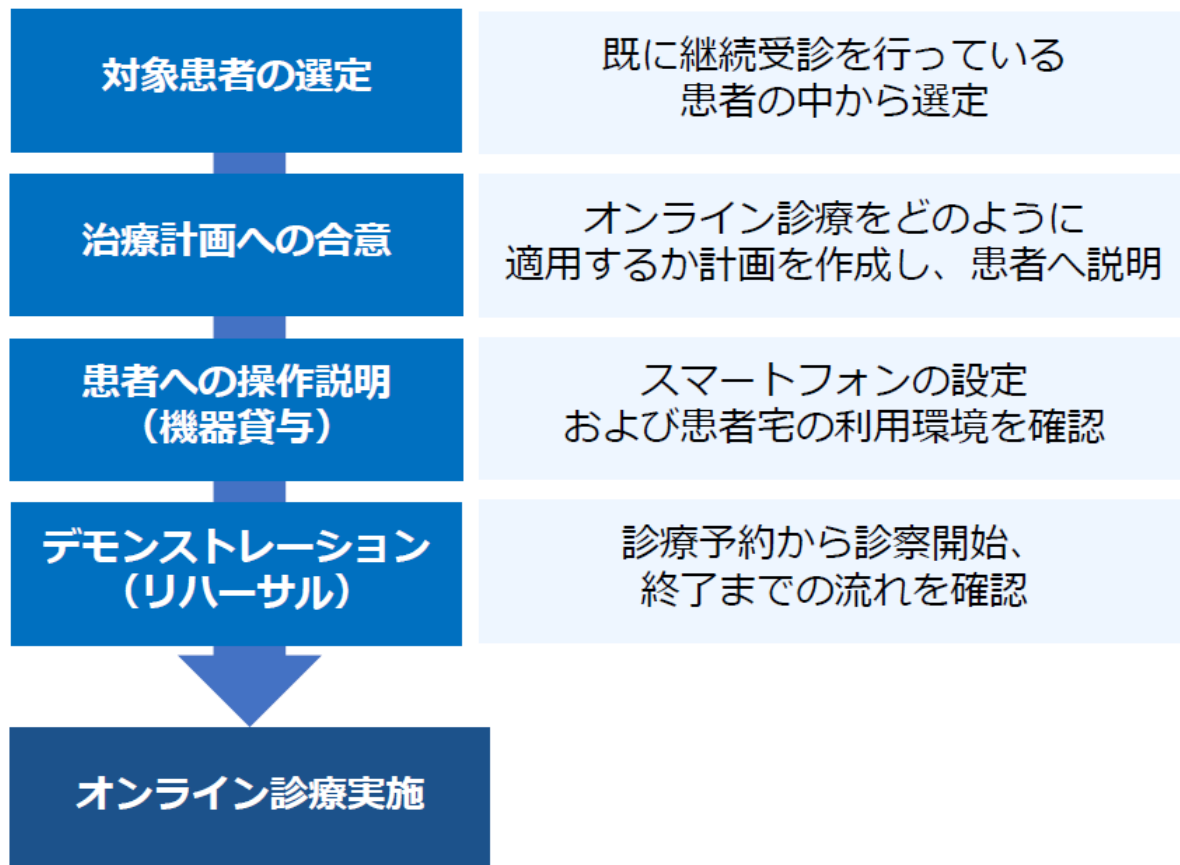 対象患者の選定
既に継続受診を行っている
患者の中から選定
治療計画への合意
オンライン診療をどのように
適用するか計画を作成し、患者へ説明
患者への操作説明
（機器貸与）
スマートフォンの設定
および患者宅の利用環境を確認
デモンストレーション
（リハーサル）
診療予約から診察開始、
終了までの流れを確認
オンライン診療実施